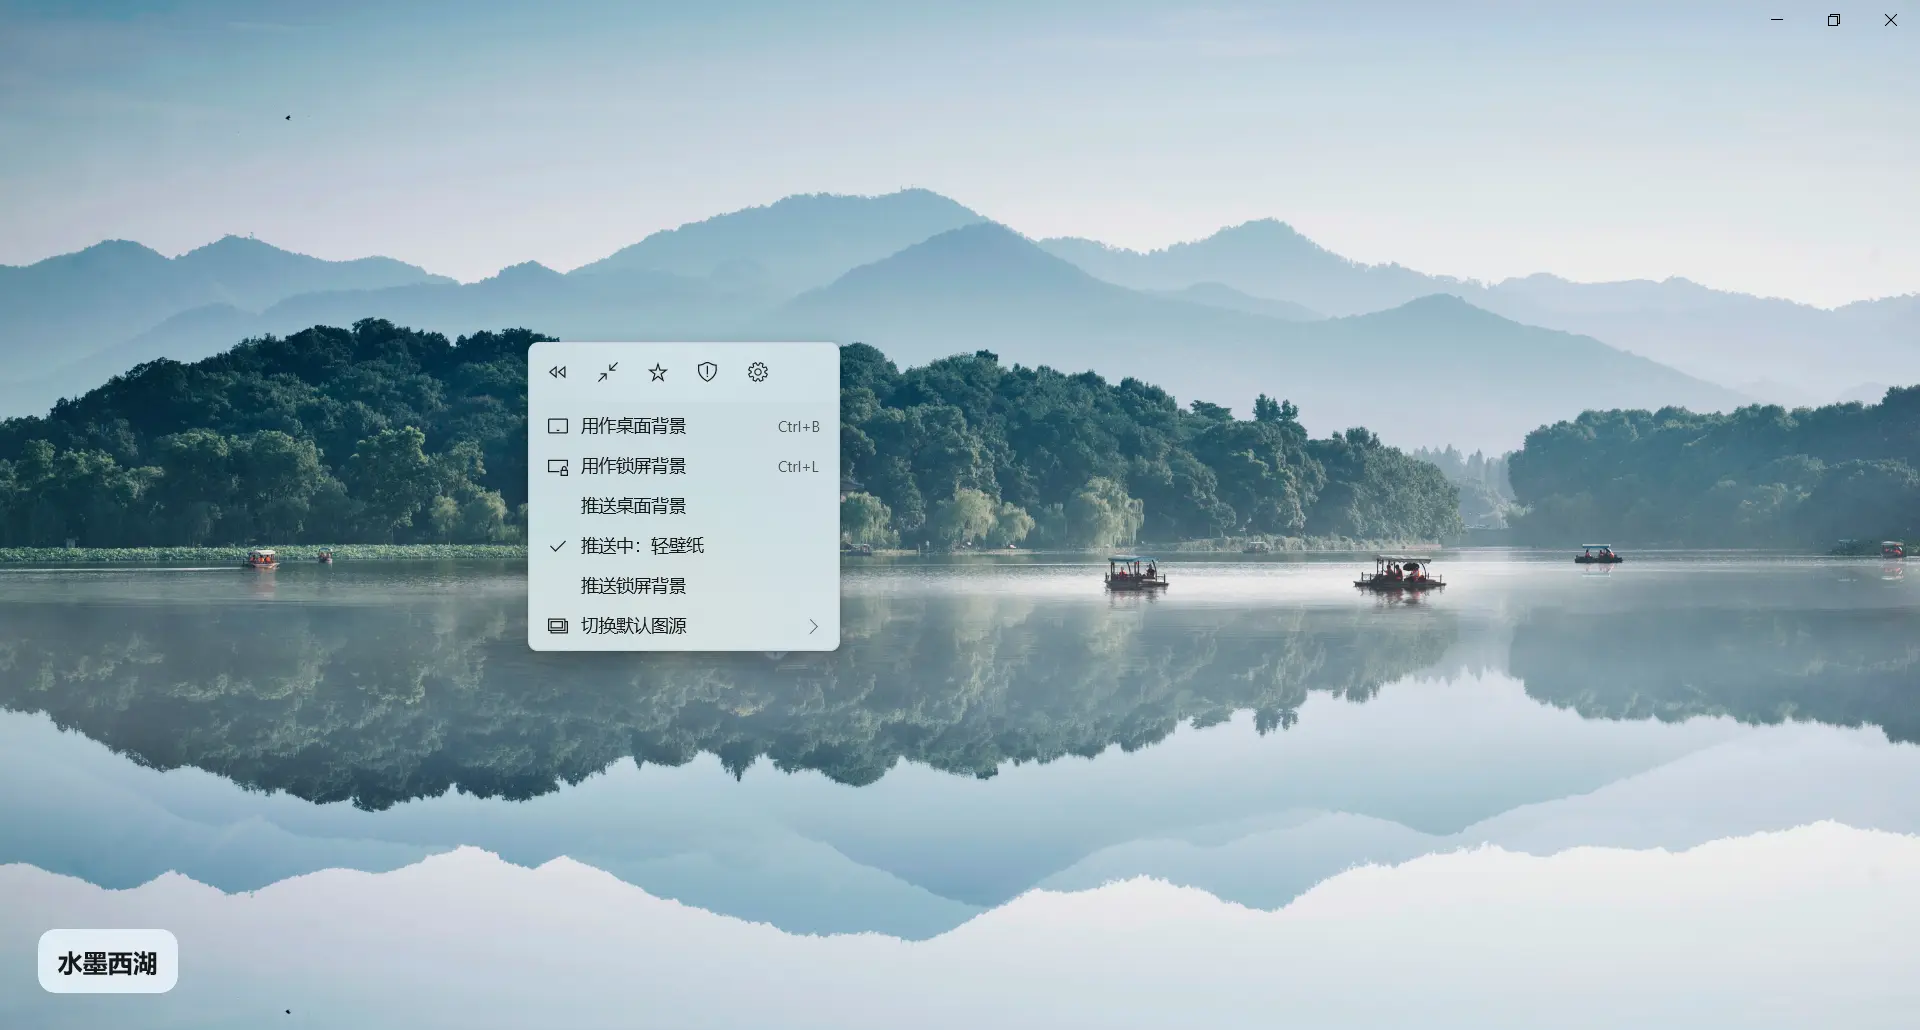 用作桌面背景 Ctrl+B
用作锁屏背景 Ctrl+L
推送桌面背景
推送中：轻壁纸
推送锁屏背景
切换默认图源
水墨西湖